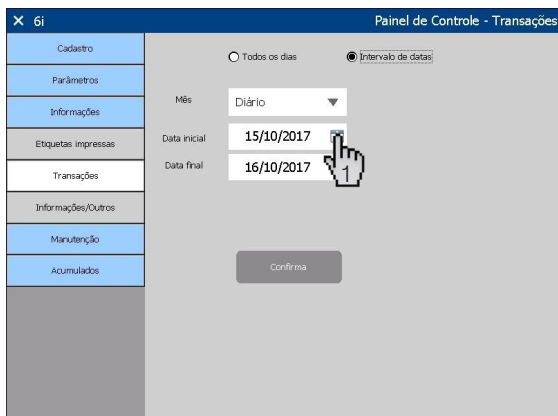 X 6i
Painel de Controle - Transações
Cadastro
Parâmetros
Informações
Etiquetas impressas
Transações
Informações/Outros
Manutenção
Acumulados
Todos os dias
Intervalo de datas
Mês
Diário
Data inicial
15/10/2017
Data final
16/10/2017
1
Confirma